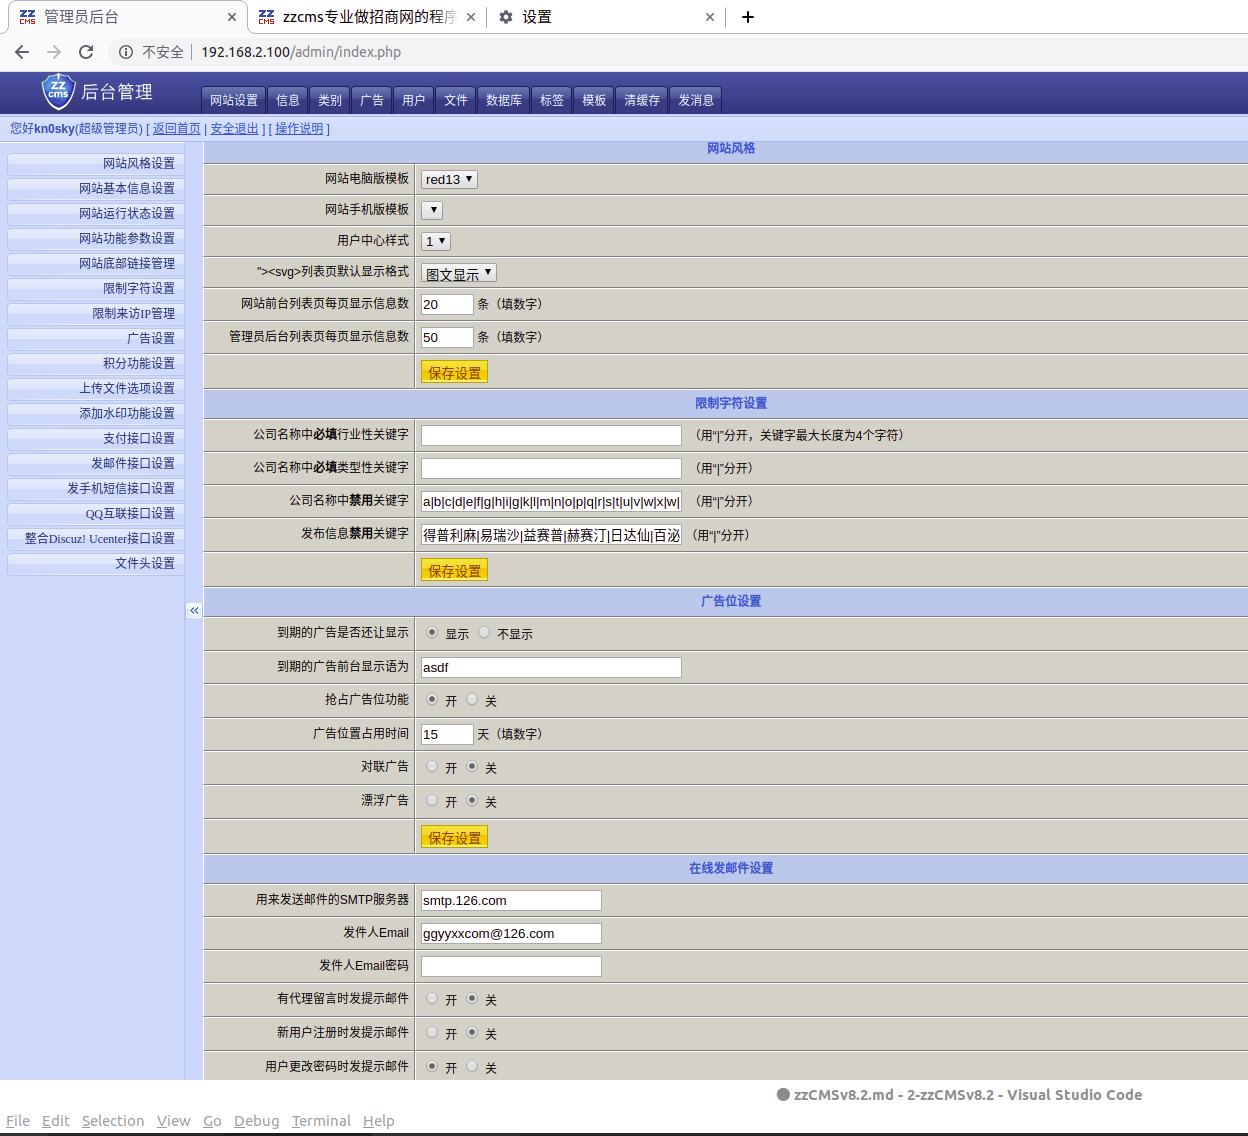 管理员后台
zzcms专业做招商网的程序
设置
不安全 192.168.2.100/admin/index.php
ZZ cms 后台管理
网站设置 信息 类别 广告 用户 文件 数据库 标签 模板 清缓存 发消息
您好kn0sky(超级管理员) [ 返回首页 | 安全退出 ] [ 操作说明 ]
网站风格设置
网站基本信息设置
网站运行状态设置
网站功能参数设置
网站底部链接管理
限制字符设置
限制来访IP管理
广告设置
积分功能设置
上传文件选项设置
添加水印功能设置
支付接口设置
发邮件接口设置
发手机短信接口设置
QQ互联接口设置
整合Discuz! Ucenter接口设置
文件头设置
网站风格
网站电脑版模板 red13
网站手机版模板
用户中心样式 1
"><svg>列表页默认显示格式 图文显示
网站前台列表页每页显示信息数 20 条（填数字）
管理员后台列表页每页显示信息数 50 条（填数字）
保存设置
限制字符设置
公司名称中必填行业性关键字 （用“|”分开，关键字最大长度为4个字符）
公司名称中必填类型性关键字 （用“|”分开）
公司名称中禁用关键字 a|b|c|d|e|f|g|h|i|g|k|l|m|n|o|p|q|r|s|t|u|v|w|x|w| （用“|”分开）
发布信息禁用关键字 得普利麻|易瑞沙|益赛普|赫赛汀|日达仙|百泌 （用“|”分开）
保存设置
广告位设置
到期的广告是否还让显示 显示 不显示
到期的广告前台显示语为 asdf
抢占广告位功能 开 关
广告位置占用时间 15 天（填数字）
对联广告 开 关
漂浮广告 开 关
保存设置
在线发邮件设置
用来发送邮件的SMTP服务器 smtp.126.com
发件人Email ggyyxxcom@126.com
发件人Email密码
有代理留言时发提示邮件 开 关
新用户注册时发提示邮件 开 关
用户更改密码时发提示邮件 开 关
zzCMSv8.2.md - 2-zzCMSv8.2 - Visual Studio Code
File Edit Selection View Go Debug Terminal Help